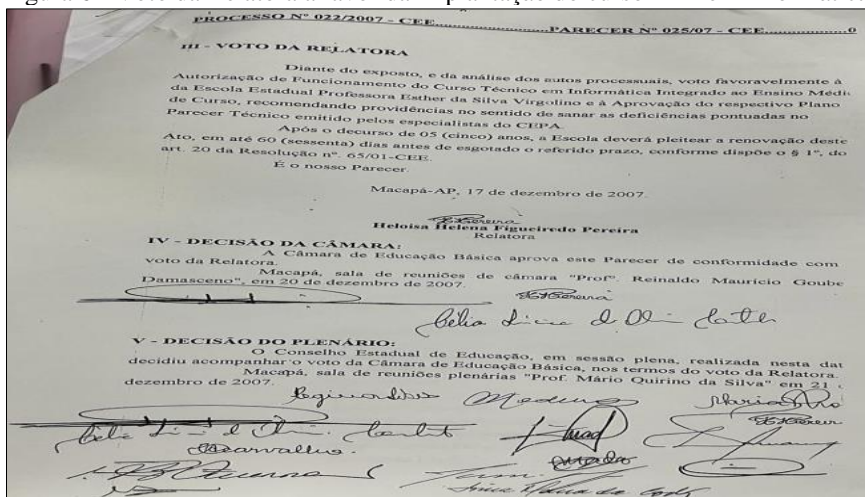 PROCESSO Nº 022/2007 - CEE.................PARECER Nº 025/07 - CEE.............0
III - VOTO DA RELATORA
Diante do exposto, e da análise dos autos processuais, voto favoravelmente à
Autorização de Funcionamento do Curso Técnico em Informática Integrado ao Ensino Médi
da Escola Estadual Professora Esther da Silva Virgolino e à Aprovação do respectivo Plano
de Curso, recomendando providências no sentido de sanar as deficiências pontuadas no
Parecer Técnico emitido pelos especialistas do CEPA.
Após o decurso de 05 (cinco) anos, a Escola deverá pleitear a renovação deste
Ato, em até 60 (sessenta) dias antes de esgotado o referido prazo, conforme dispõe o § 1º, do
art. 20 da Resolução nº. 65/01-CEE.
É o nosso Parecer.
Macapá-AP, 17 de dezembro de 2007.
Heloisa Helena Figueiredo Pereira
Relatora
IV - DECISÃO DA CÂMARA:
A Câmara de Educação Básica aprova este Parecer de conformidade com
voto da Relatora.
Macapá, sala de reuniões de câmara "Profº. Reinaldo Maurício Goube
Damasceno", em 20 de dezembro de 2007.
V - DECISÃO DO PLENÁRIO:
O Conselho Estadual de Educação, em sessão plena, realizada nesta dat
decidiu acompanhar o voto da Câmara de Educação Básica, nos termos do voto da Relatora.
Macapá, sala de reuniões plenárias "Prof. Mário Quirino da Silva" em 21
dezembro de 2007.